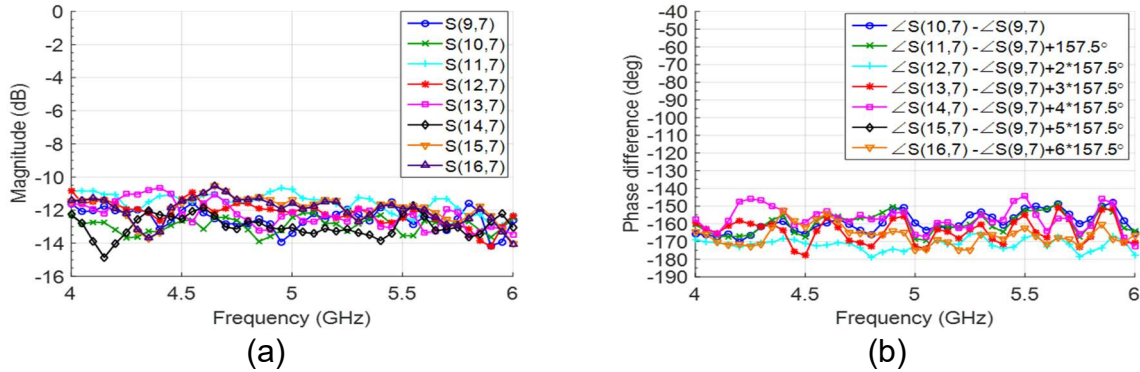 0
-2
-4
-6
-8
-10
-12
-14
-16
Magnitude (dB)
4
4.5
5
5.5
6
Frequency (GHz)
S(9,7)
S(10,7)
S(11,7)
S(12,7)
S(13,7)
S(14,7)
S(15,7)
S(16,7)
(a)
-40
-50
-60
-70
-80
-90
-100
-110
-120
-130
-140
-150
-160
-170
-180
-190
Phase difference (deg)
4
4.5
5
5.5
6
Frequency (GHz)
∠S(10,7) -∠S(9,7)
∠S(11,7) -∠S(9,7)+157.5°
∠S(12,7) -∠S(9,7)+2*157.5°
∠S(13,7) -∠S(9,7)+3*157.5°
∠S(14,7) -∠S(9,7)+4*157.5°
∠S(15,7) -∠S(9,7)+5*157.5°
∠S(16,7) -∠S(9,7)+6*157.5°
(b)